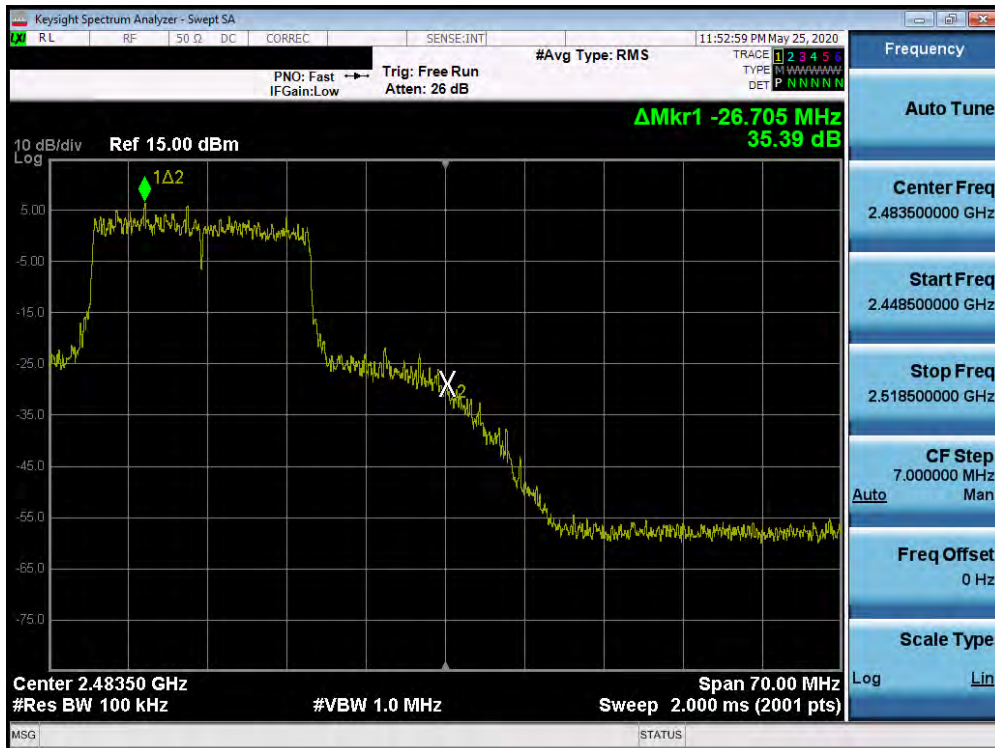 Keysight Spectrum Analyzer - Swept SA
LXI RL RF 50 Ω DC CORREC SENSE:INT 11:52:59 PM May 25, 2020
PNO: Fast
IFGain:Low
Trig: Free Run
Atten: 26 dB
#Avg Type: RMS
TRACE 1 2 3 4 5 6
TYPE M W W W W W
DET P N N N N N
ΔMkr1 -26.705 MHz
35.39 dB
10 dB/div
Log
Ref 15.00 dBm
1Δ2
5.00
-5.00
-15.0
-25.0
2
-35.0
-45.0
-55.0
-65.0
-75.0
Center 2.48350 GHz
Span 70.00 MHz
#Res BW 100 kHz
#VBW 1.0 MHz
Sweep 2.000 ms (2001 pts)
MSG
STATUS
Frequency
Auto Tune
Center Freq
2.483500000 GHz
Start Freq
2.448500000 GHz
Stop Freq
2.518500000 GHz
CF Step
7.000000 MHz
Auto Man
Freq Offset
0 Hz
Scale Type
Log Lin